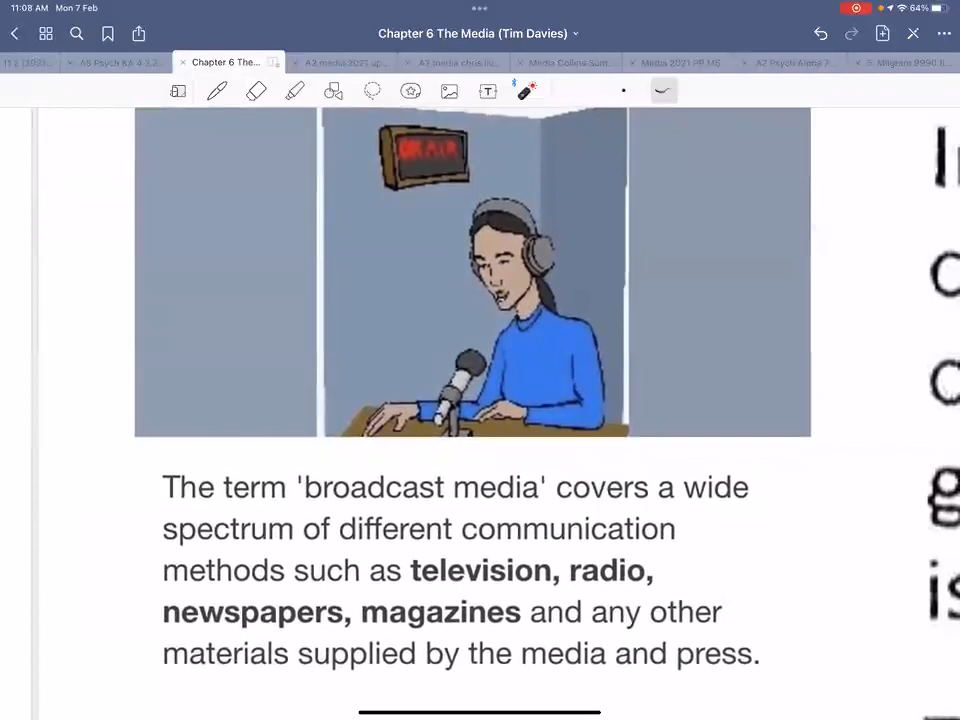 11:08 AM Mon 7 Feb
64%
Chapter 6 The Media (Tim Davies)
Chapter 6 The...
ON AIR
The term 'broadcast media' covers a wide
spectrum of different communication
methods such as television, radio,
newspapers, magazines and any other
materials supplied by the media and press.